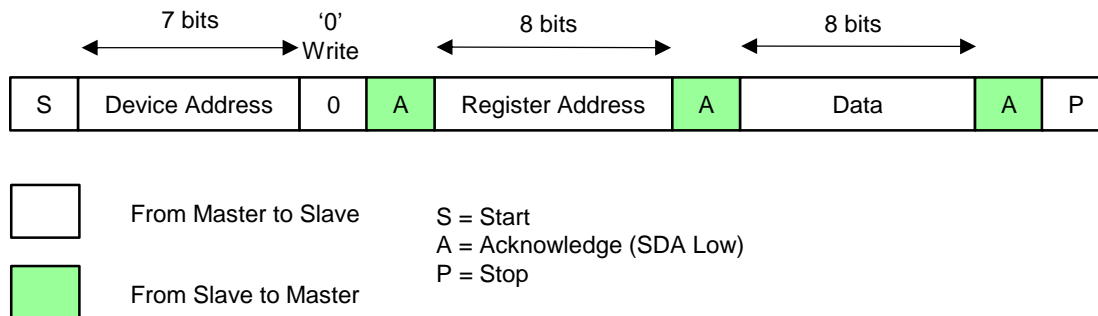 7 bits
‘0’
Write
8 bits
8 bits
S Device Address 0 A Register Address A Data A P
From Master to Slave
S = Start
A = Acknowledge (SDA Low)
P = Stop
From Slave to Master